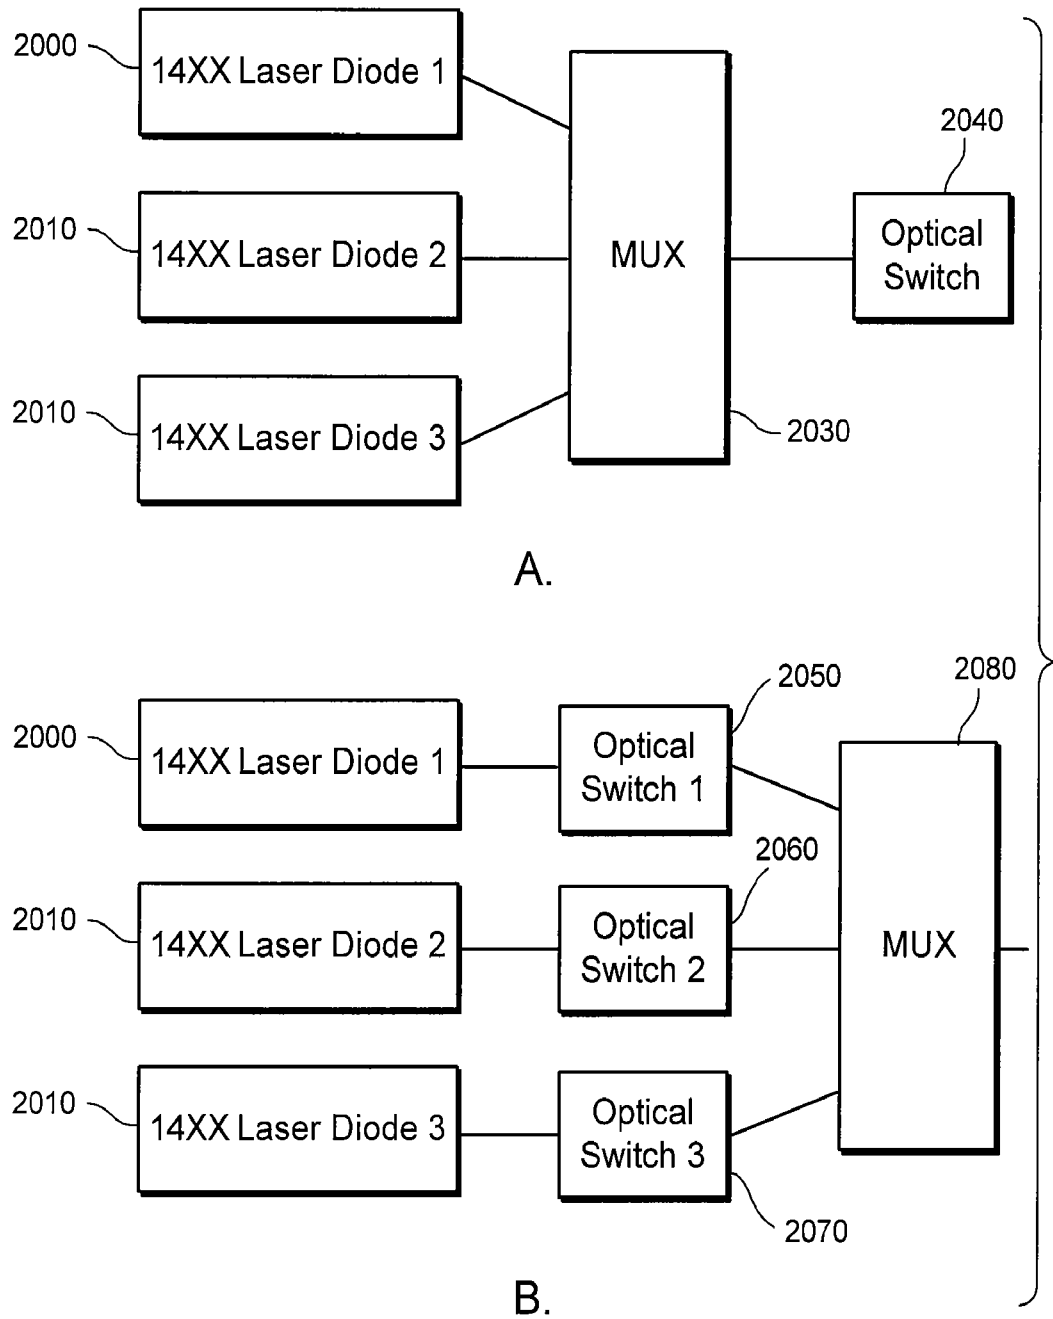 2000
14XX Laser Diode 1
2010
14XX Laser Diode 2
2010
14XX Laser Diode 3
MUX
2030
2040
Optical
Switch
A.
2000
14XX Laser Diode 1
2010
14XX Laser Diode 2
2010
14XX Laser Diode 3
2050
Optical
Switch 1
2060
Optical
Switch 2
Optical
Switch 3
2070
2080
MUX
B.